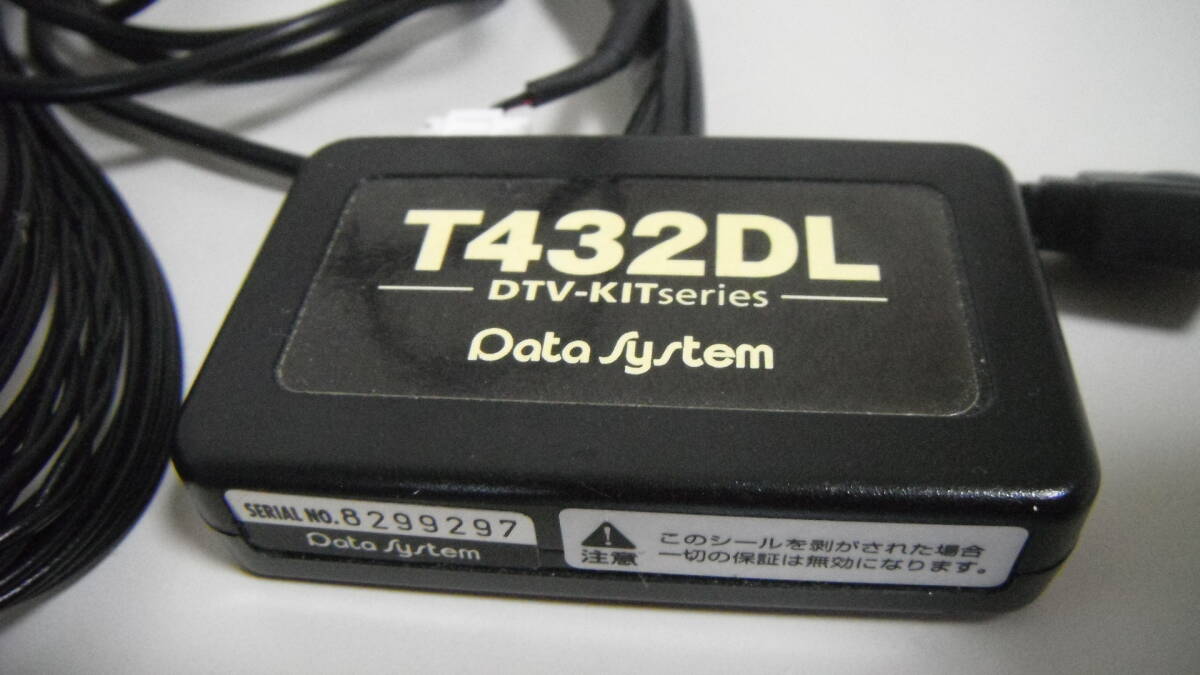 T432DL
DTV-KITseries
Data System
SERIAL NO. 8299297
Data System
注意
このシールを剥がされた場合
一切の保証は無効になります。